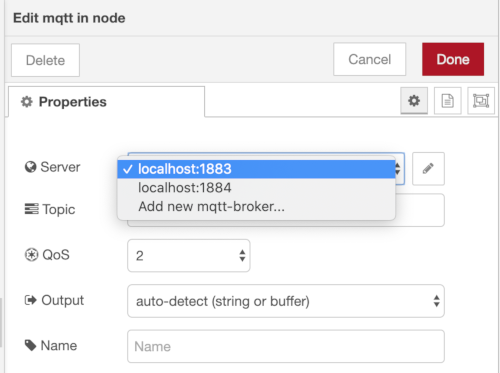 Edit mqtt in node
Delete
Cancel
Done
Properties
Server
✓ localhost:1883
localhost:1884
Add new mqtt-broker...
Topic
QoS
2
Output
auto-detect (string or buffer)
Name
Name